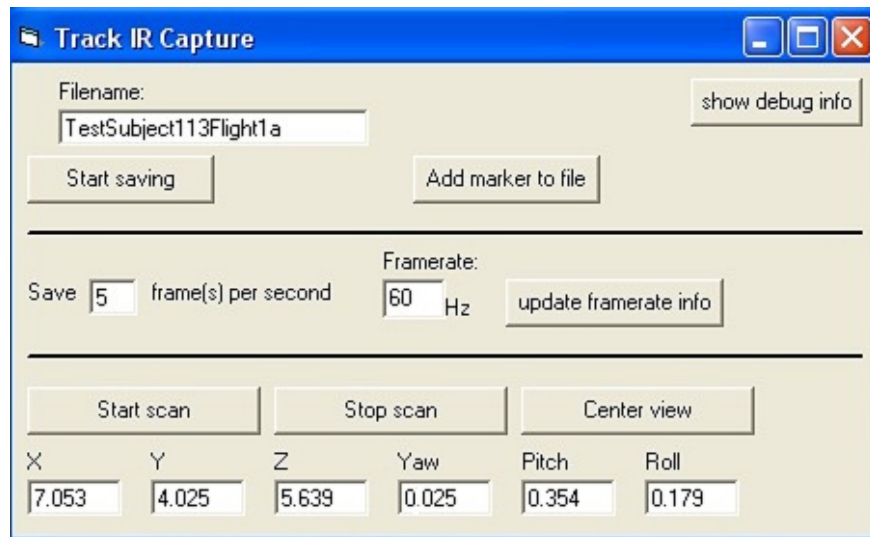 Track IR Capture
Filename:
show debug info
TestSubject113Flight1a
Start saving
Add marker to file
Framerate:
Save 5 frame(s) per second 60 Hz update framerate info
Start scan Stop scan Center view
X Y Z Yaw Pitch Roll
7.053 4.025 5.639 0.025 0.354 0.179